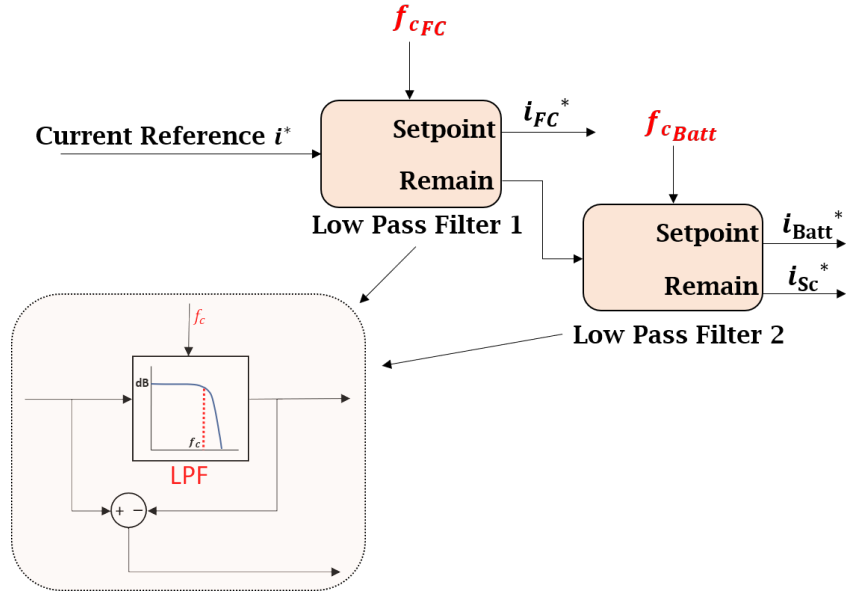 f_cFC
Current Reference i*
Setpoint
i_FC*
Remain
Low Pass Filter 1
f_cBatt
Setpoint
i_Batt*
Remain
i_Sc*
Low Pass Filter 2
f_c
dB
f_c
LPF
+ −